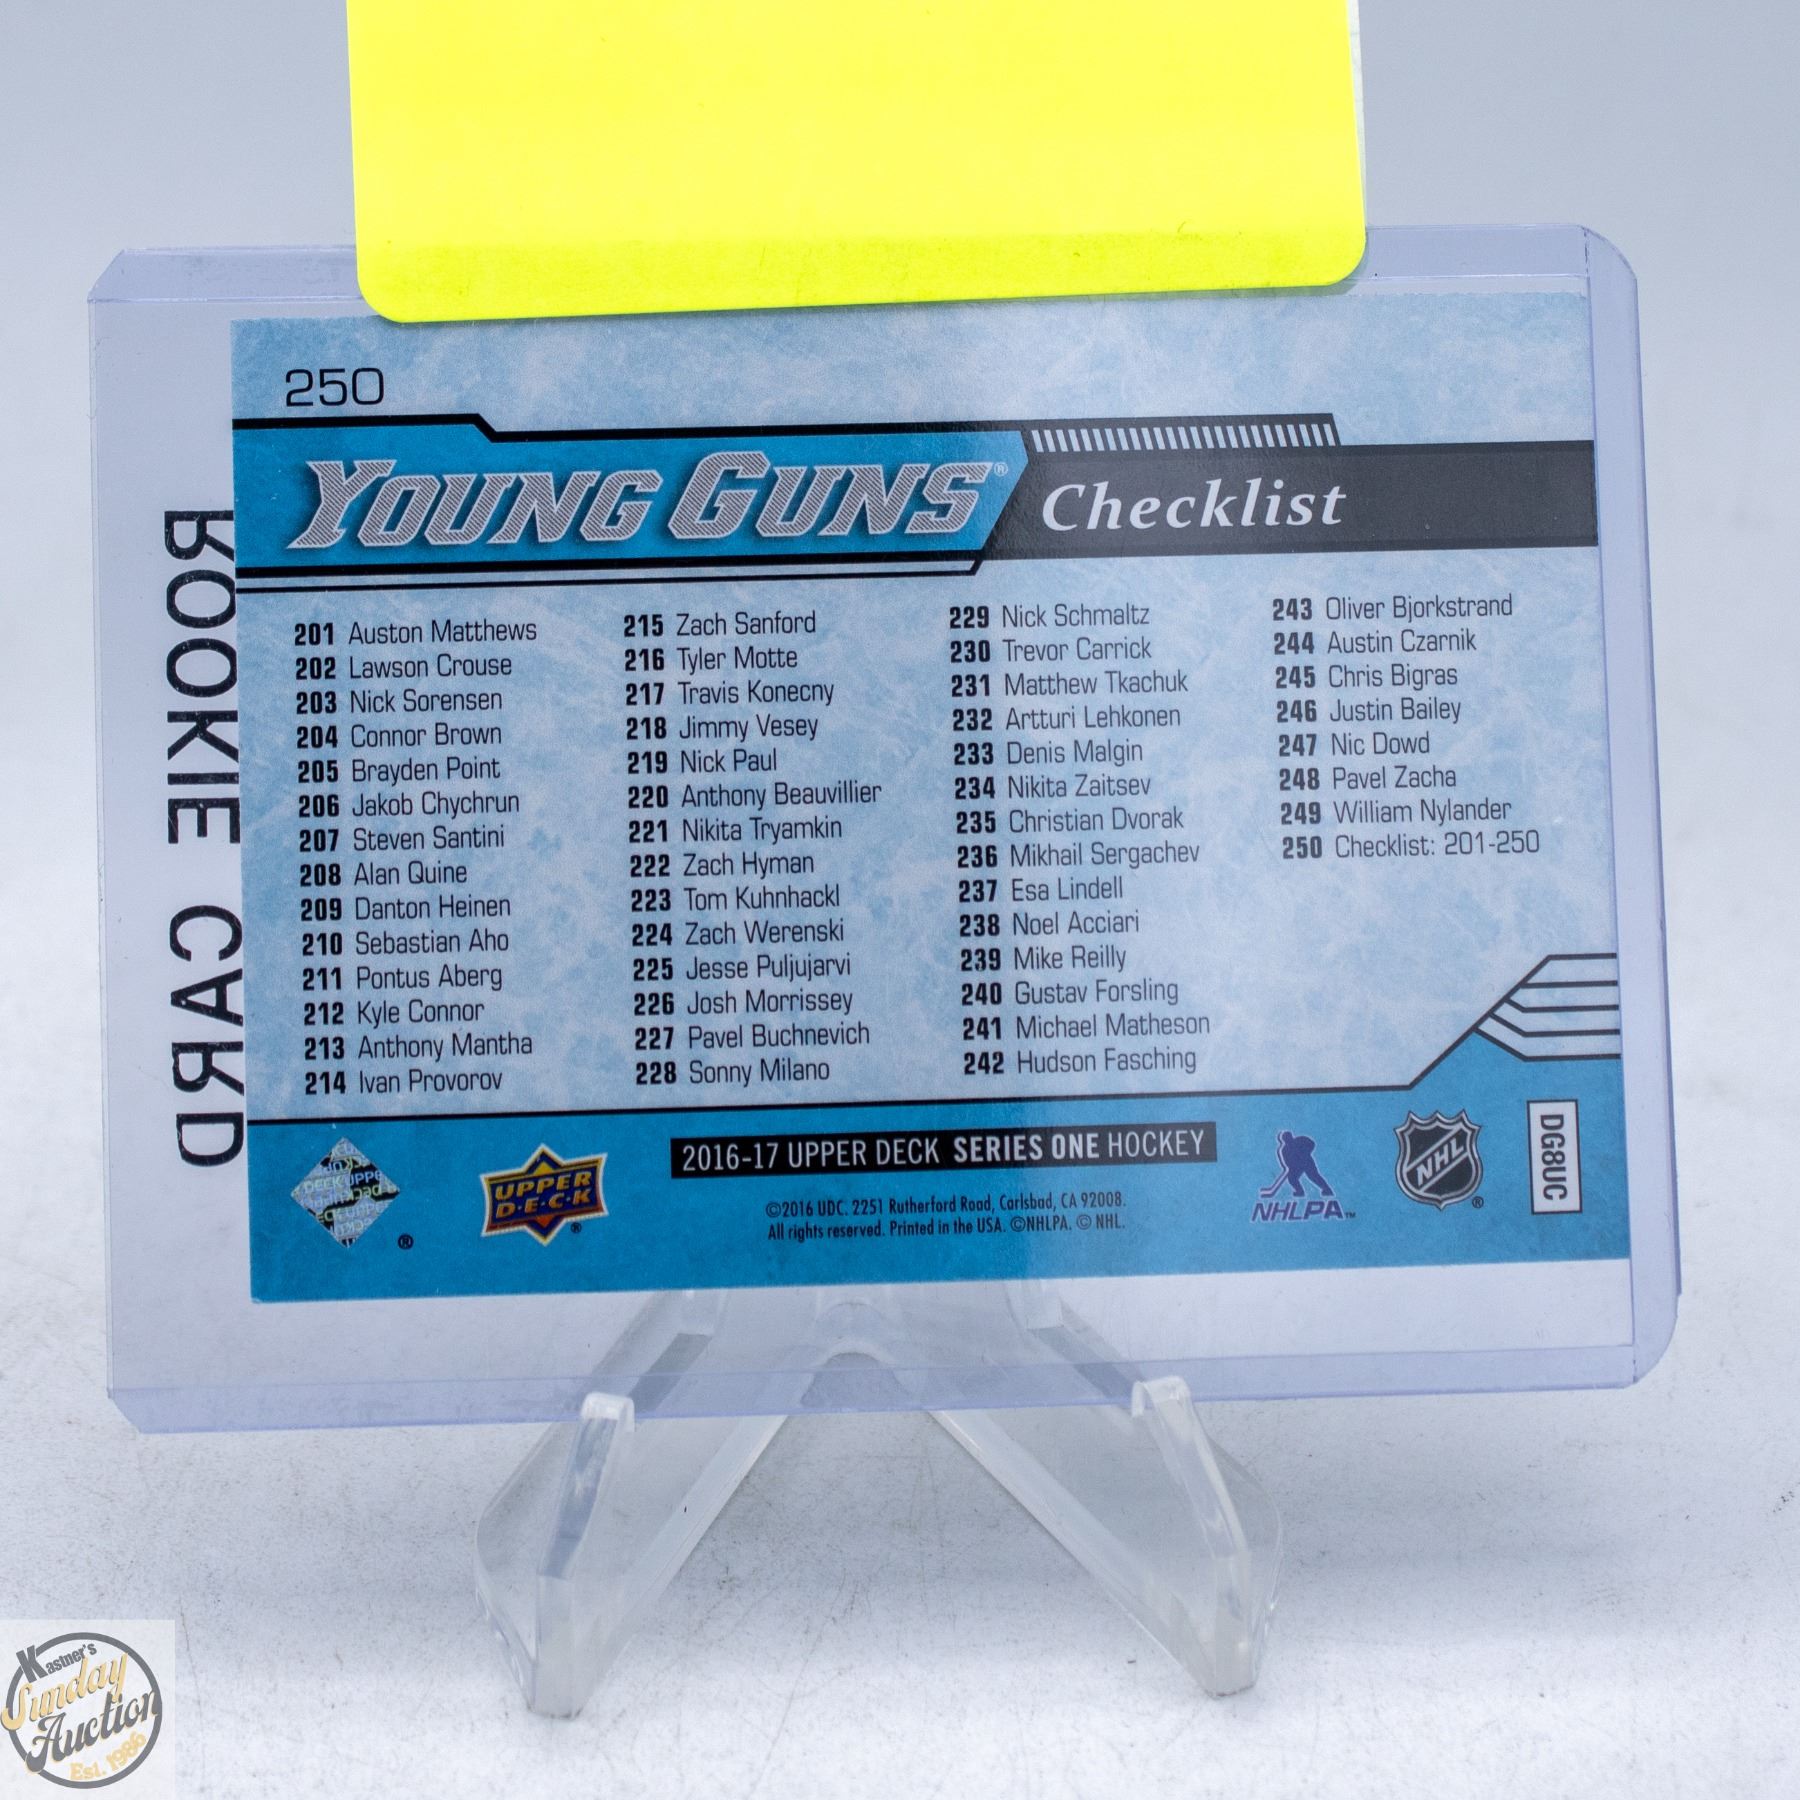 250
YOUNG GUNS® Checklist
201 Auston Matthews
202 Lawson Crouse
203 Nick Sorensen
204 Connor Brown
205 Brayden Point
206 Jakob Chychrun
207 Steven Santini
208 Alan Quine
209 Danton Heinen
210 Sebastian Aho
211 Pontus Aberg
212 Kyle Connor
213 Anthony Mantha
214 Ivan Provorov
215 Zach Sanford
216 Tyler Motte
217 Travis Konecny
218 Jimmy Vesey
219 Nick Paul
220 Anthony Beauvillier
221 Nikita Tryamkin
222 Zach Hyman
223 Tom Kuhnhackl
224 Zach Werenski
225 Jesse Puljujarvi
226 Josh Morrissey
227 Pavel Buchnevich
228 Sonny Milano
229 Nick Schmaltz
230 Trevor Carrick
231 Matthew Tkachuk
232 Artturi Lehkonen
233 Denis Malgin
234 Nikita Zaitsev
235 Christian Dvorak
236 Mikhail Sergachev
237 Esa Lindell
238 Noel Acciari
239 Mike Reilly
240 Gustav Forsling
241 Michael Matheson
242 Hudson Fasching
243 Oliver Bjorkstrand
244 Austin Czarnik
245 Chris Bigras
246 Justin Bailey
247 Nic Dowd
248 Pavel Zacha
249 William Nylander
250 Checklist: 201-250
ROOKIE CARD
®
UPPER
D·E·C·K
®
2016-17 UPPER DECK SERIES ONE HOCKEY
©2016 UDC. 2251 Rutherford Road, Carlsbad, CA 92008.
All rights reserved. Printed in the USA. ©NHLPA. © NHL.
NHLPA™
NHL
®
DG8UC
Kastner's
Sunday
Auction
Est. 1986